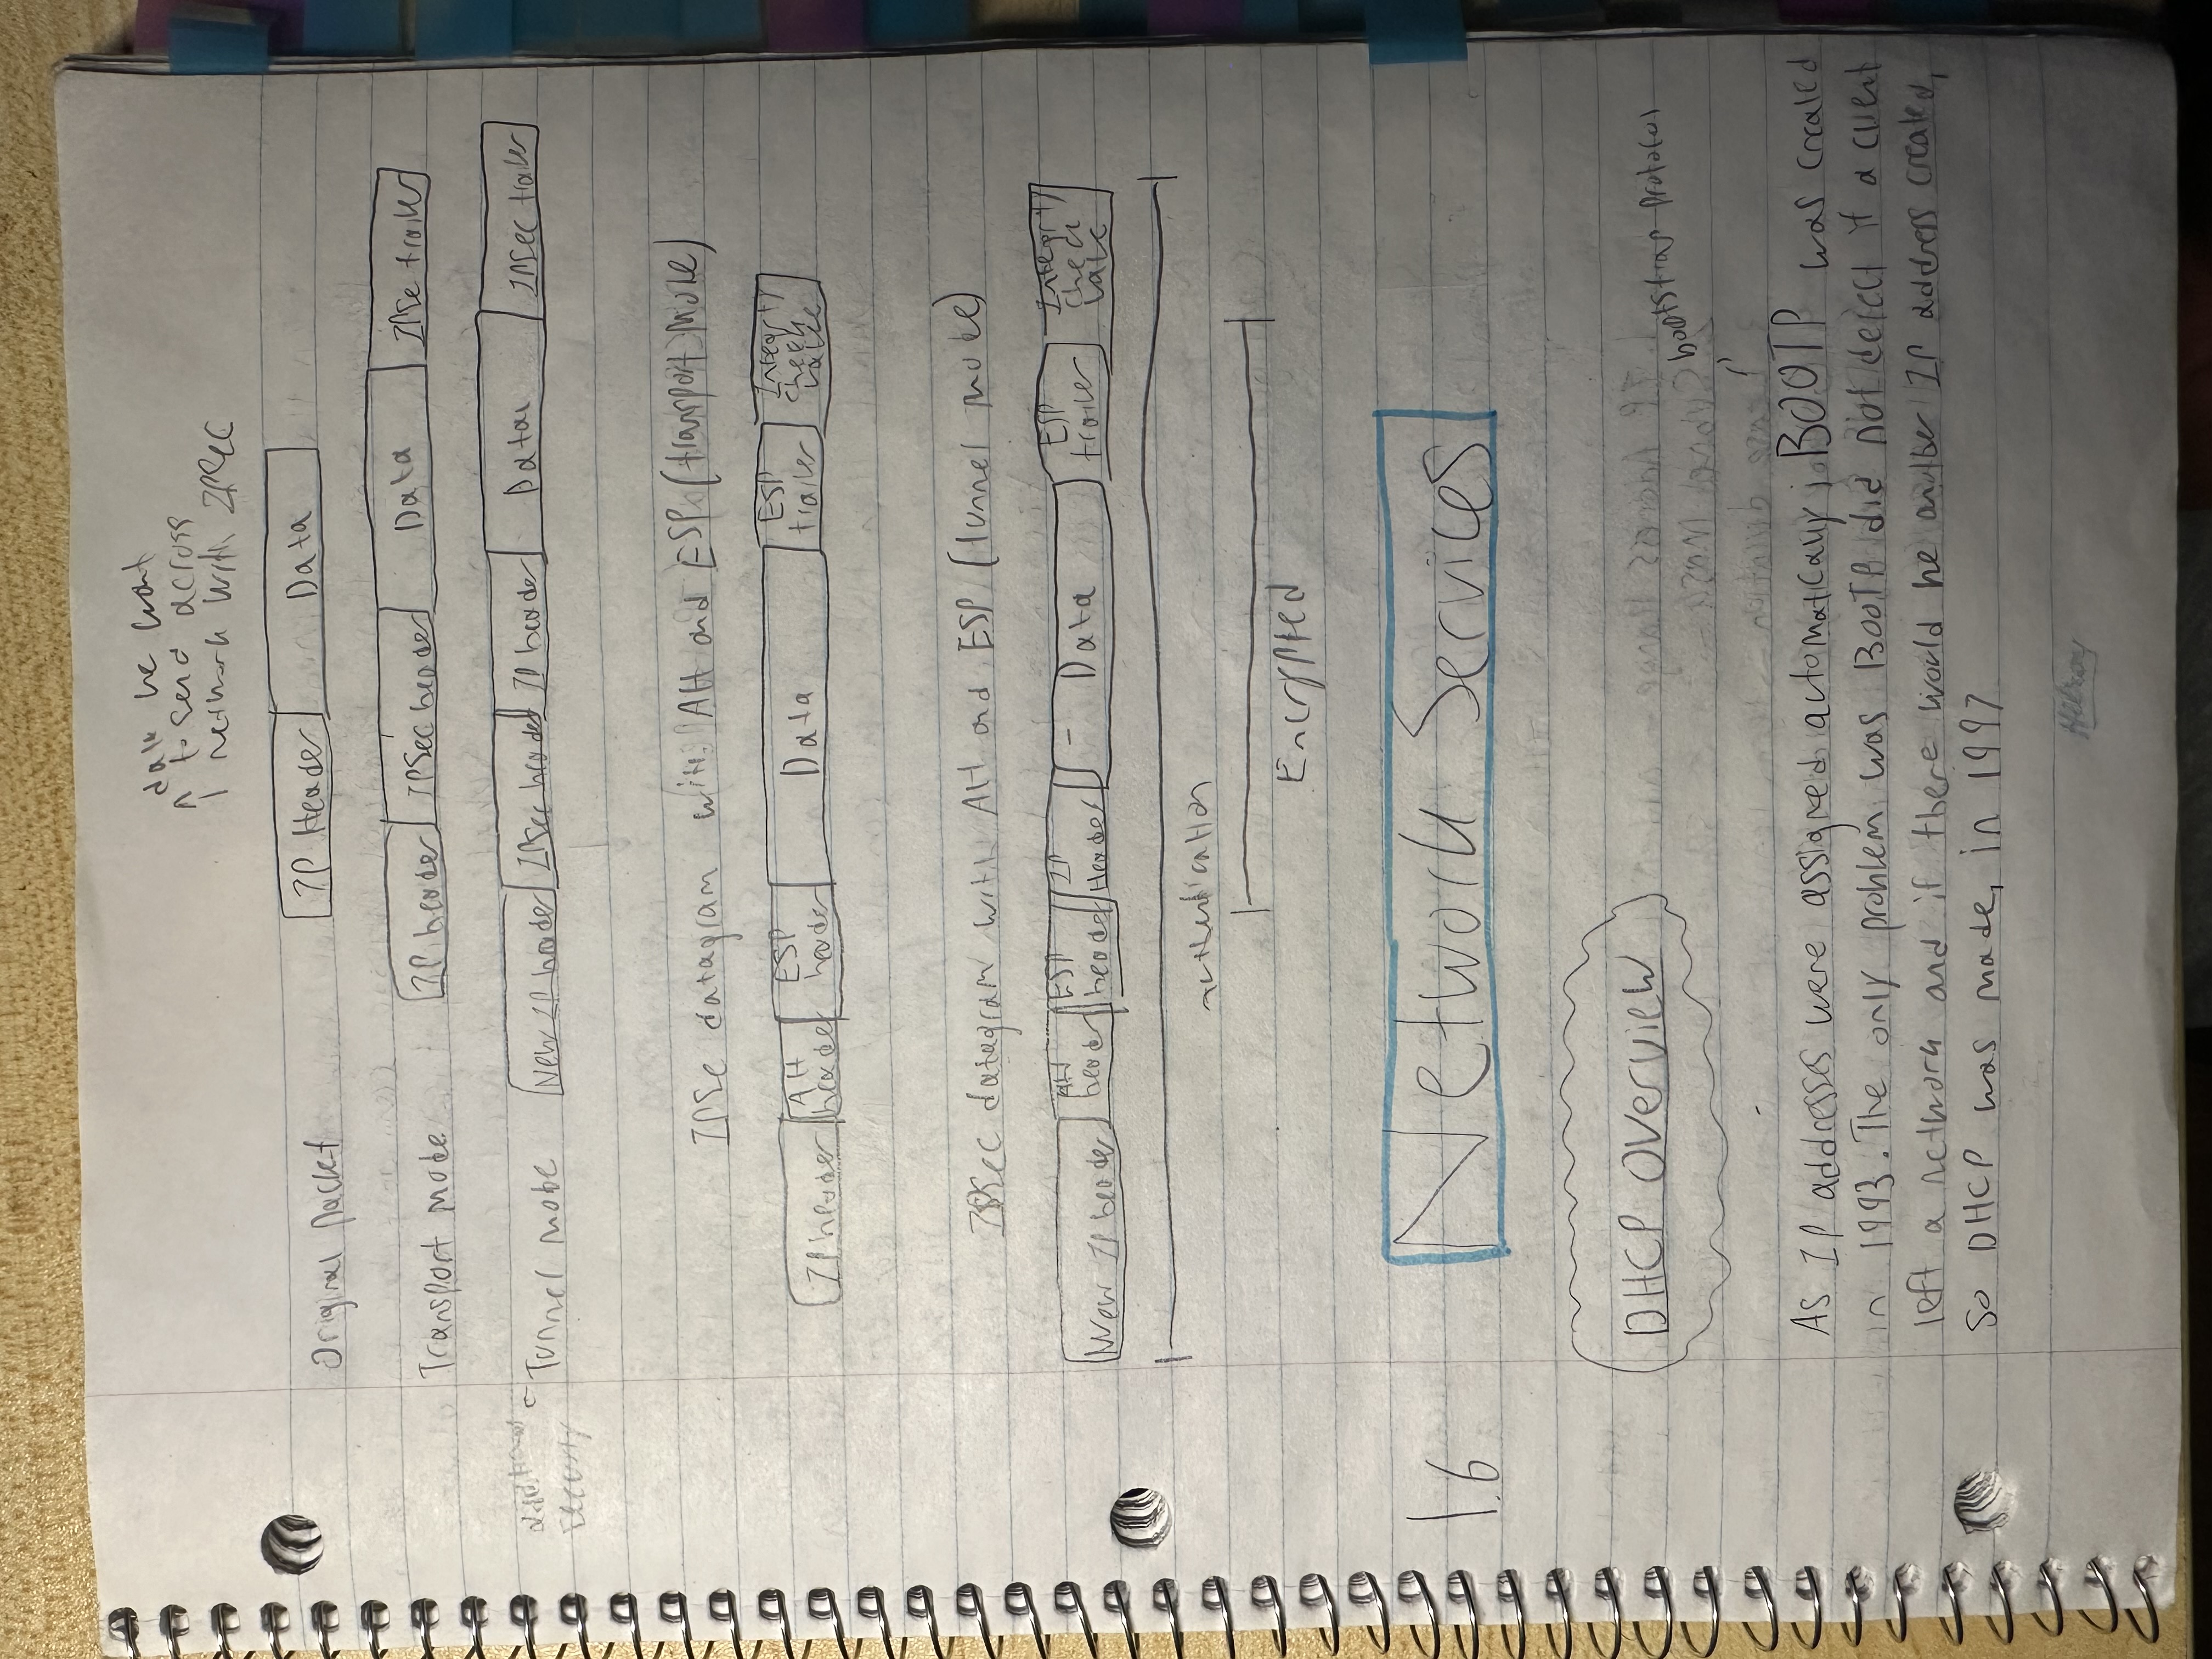 data we want
to send across
network with IPSec
Original Packet
IP Header Data
Transport mode
IP header IPSec header Data IPSec trailer
additional security
Tunnel mode
New IP header IPSec header IP header Data IPSec trailer
IPSec datagram with AH and ESP (transport mode)
IP header AH header ESP header Data ESP trailer Integrity check value
IPSec datagram with AH and ESP (tunnel mode)
New IP header AH header ESP header IP Header Data ESP trailer Integrity check value
authentication
Encrypted
1.6 Network Services
DHCP Overview
bootstrap protocol
As IP addresses were assigned automatically, BOOTP was created
in 1993. The only problem was BOOTP did not detect if a client
left a network and if there would be another IP address created,
so DHCP was made, in 1997
Hilroy